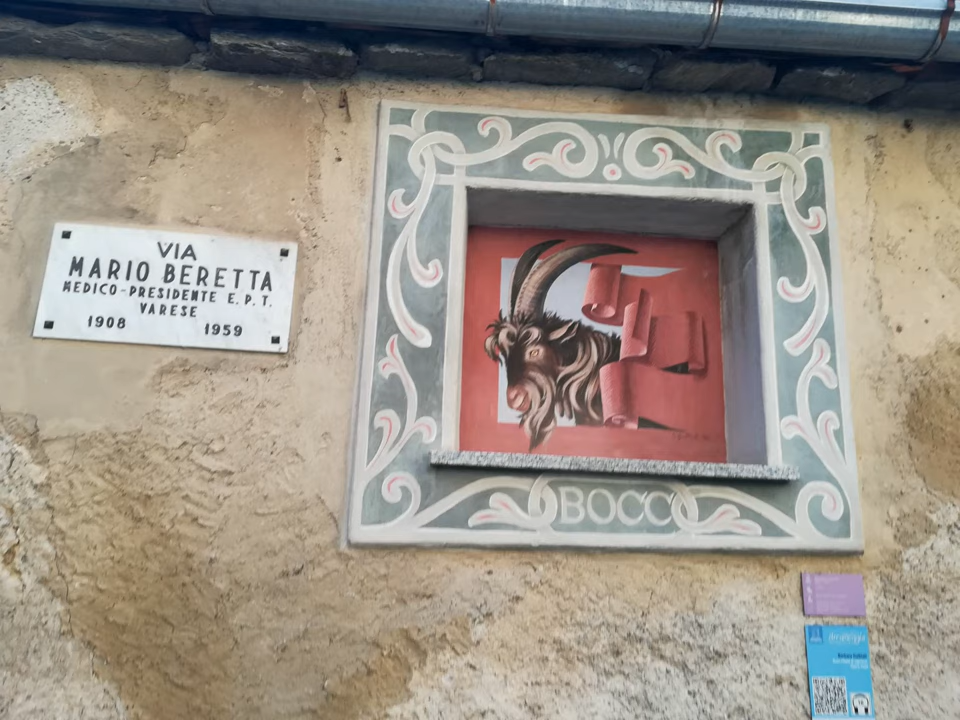 VIA
MARIO BERETTA
MEDICO-PRESIDENTE E.P.T.
VARESE
1908 1959
BOCC